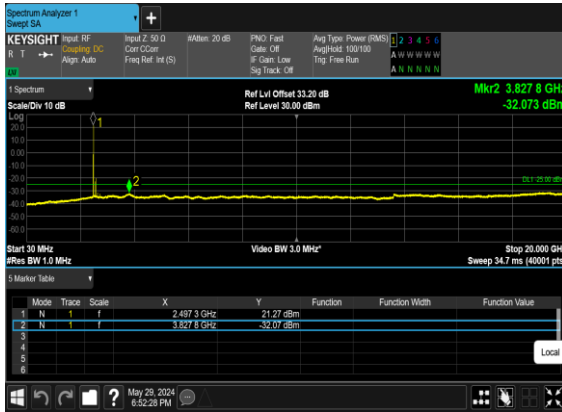 Spectrum Analyzer 1
Swept SA
+
KEYSIGHT Input: RF Input Z: 50 Ω #Atten: 20 dB PNO: Fast Avg Type: Power (RMS) 1 2 3 4 5 6
R T Coupling: DC Corr CCorr Gate: Off Avg|Hold: 100/100 A W W W W W
Align: Auto Freq Ref: Int (S) IF Gain: Low Trig: Free Run
Sig Track: Off A N N N N N
LXI
1 Spectrum Mkr2 3.827 8 GHz
Ref Lvl Offset 33.20 dB
Scale/Div 10 dB Ref Level 30.00 dBm -32.073 dBm
Log
1
20.0
10.0
0.00
-10.0
-20.0
2
DL1 -25.00 dBm
-30.0
-40.0
-50.0
-60.0
Start 30 MHz Video BW 3.0 MHz* Stop 20.000 GHz
#Res BW 1.0 MHz Sweep 34.7 ms (40001 pts)
5 Marker Table
Mode Trace Scale X Y Function Function Width Function Value
1 N 1 f 2.497 3 GHz 21.27 dBm
2 N 1 f 3.827 8 GHz -32.07 dBm
3
4
5
6
Local
? May 29, 2024
6:52:28 PM